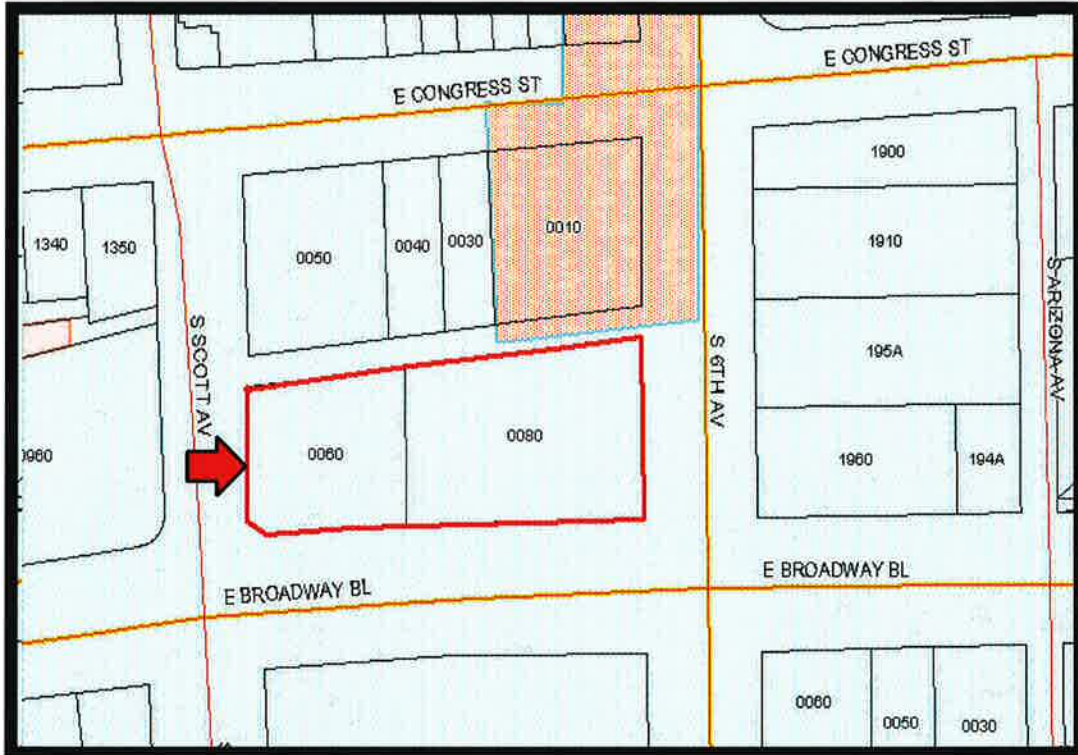 E CONGRESS ST
E CONGRESS ST
1900
1340
1350
0050
0040
0030
0010
1910
S SCOTT AV
S 6TH AV
195A
S ARIZONA AV
0060
0080
1960
194A
E BROADWAY BL
E BROADWAY BL
0060
0050
0030